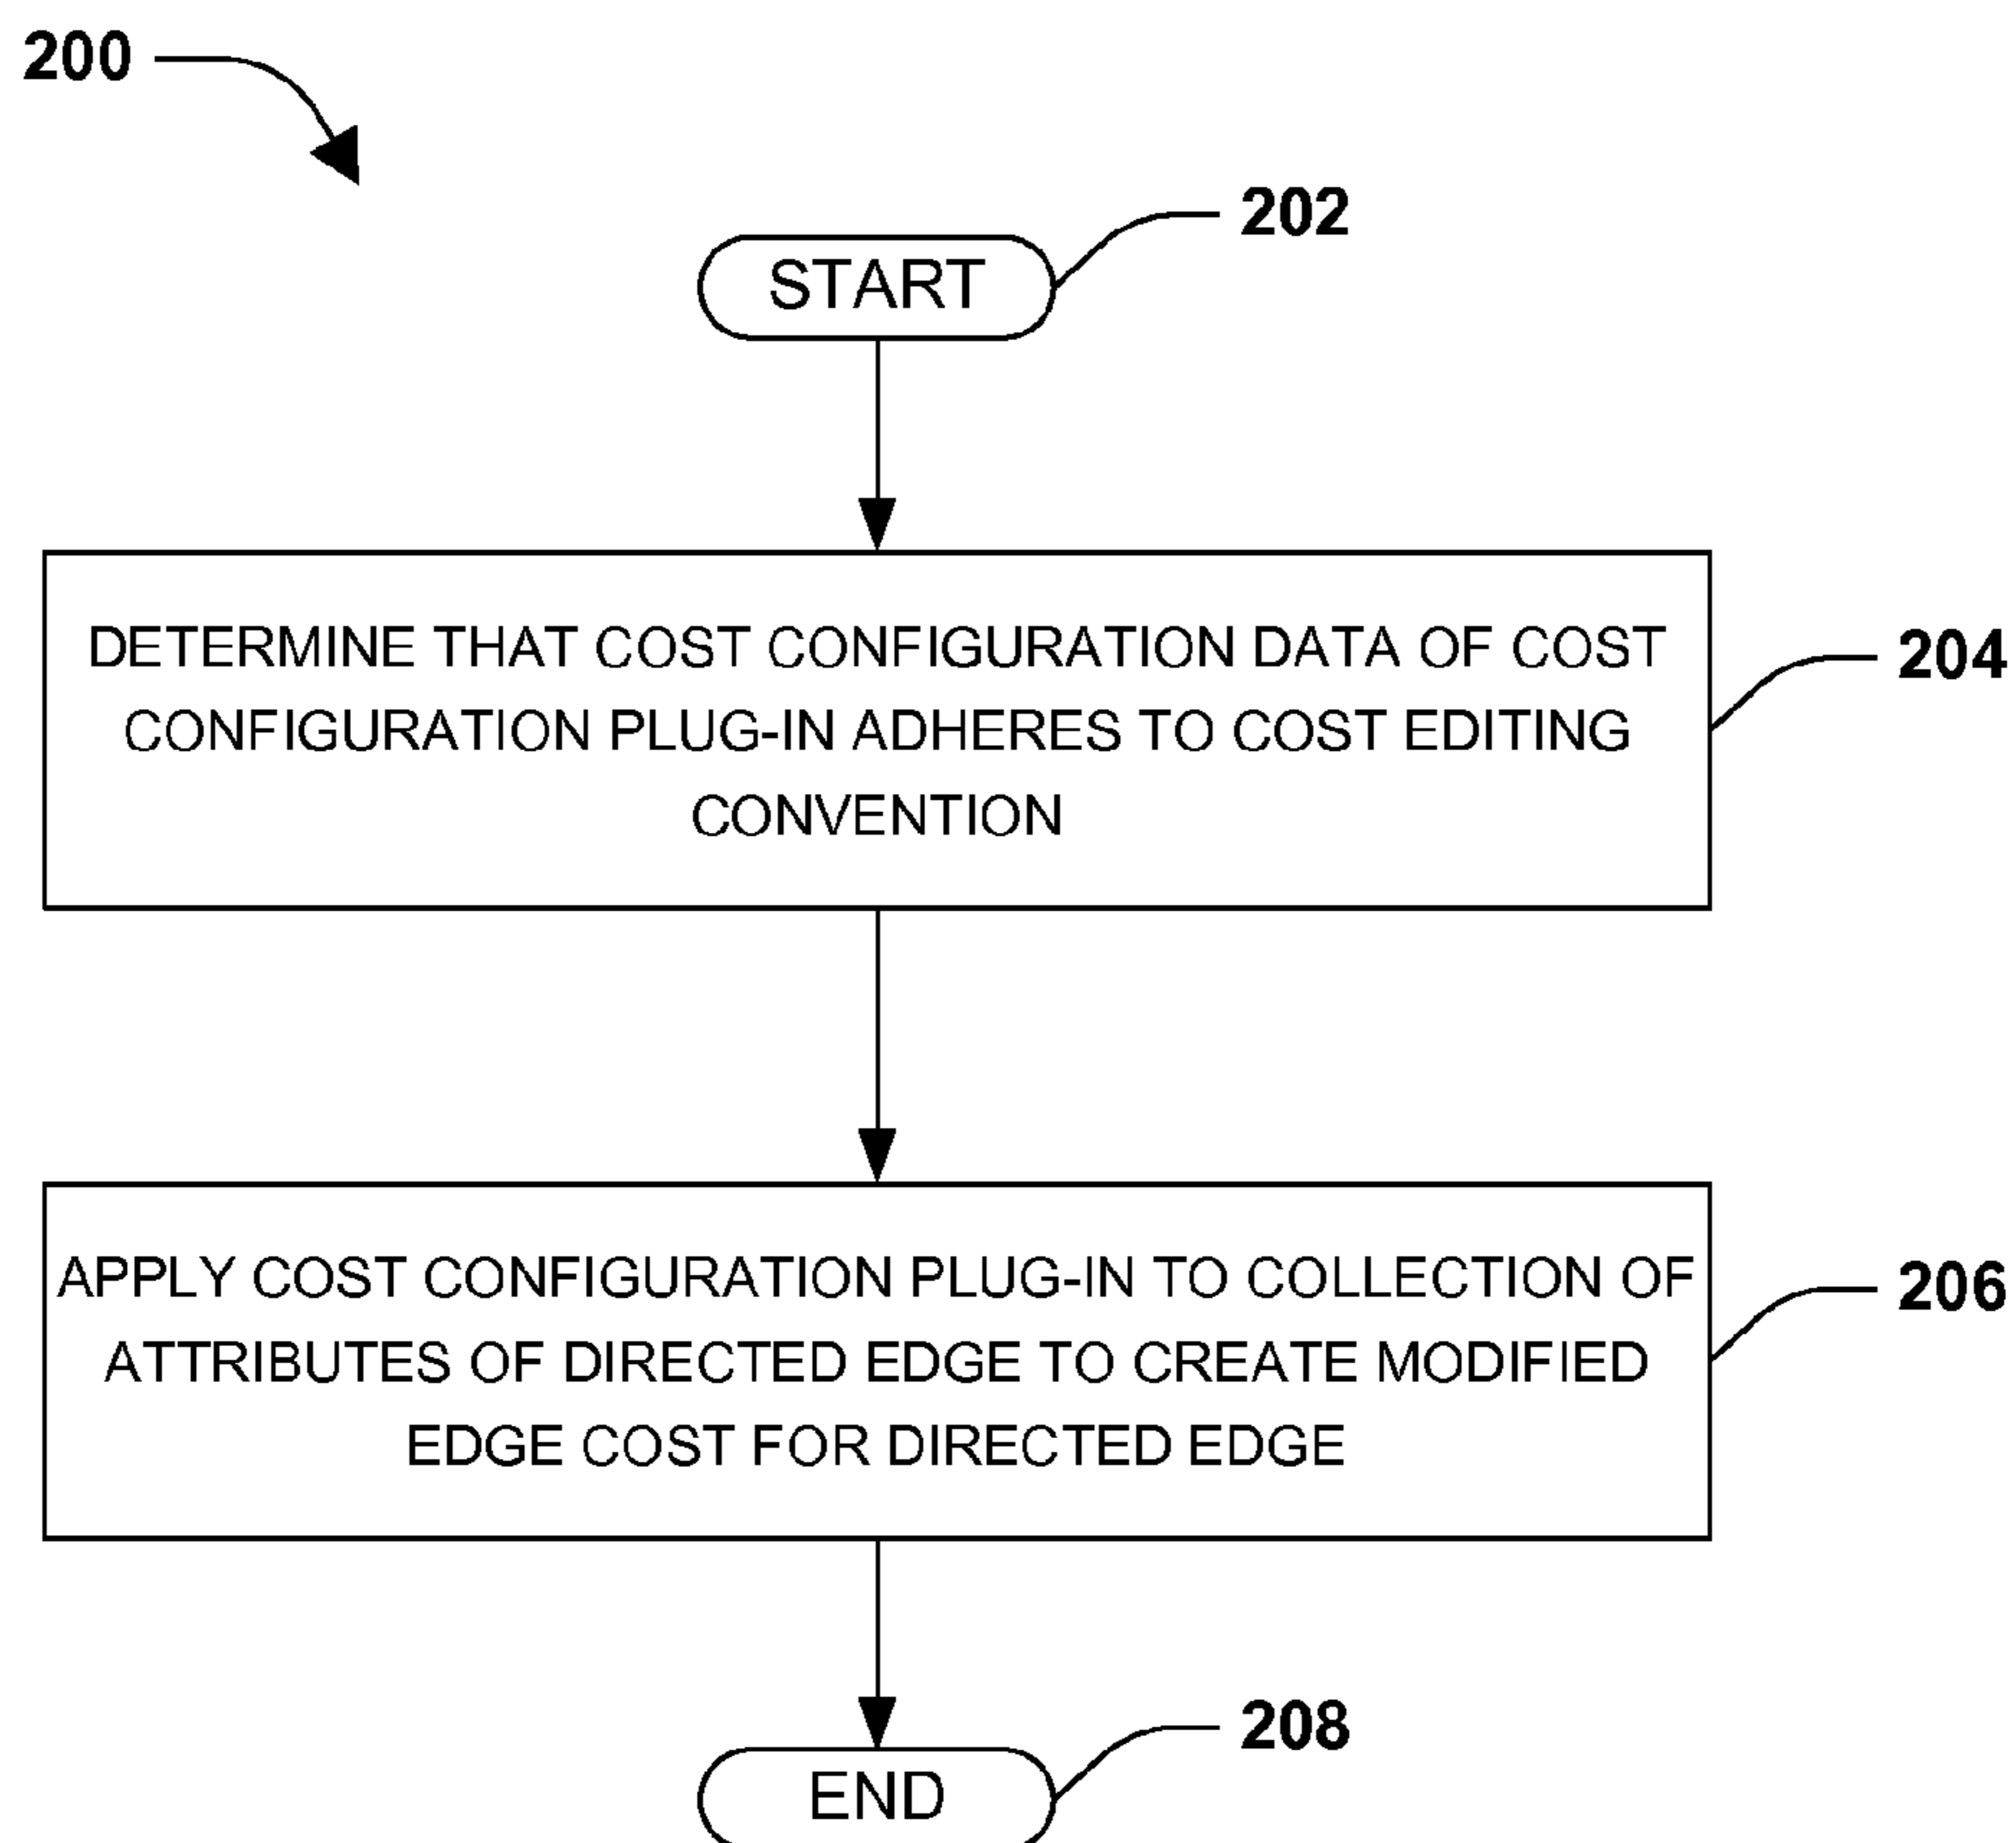 200
202
START
DETERMINE THAT COST CONFIGURATION DATA OF COST
CONFIGURATION PLUG-IN ADHERES TO COST EDITING
CONVENTION
204
APPLY COST CONFIGURATION PLUG-IN TO COLLECTION OF
ATTRIBUTES OF DIRECTED EDGE TO CREATE MODIFIED
EDGE COST FOR DIRECTED EDGE
206
208
END